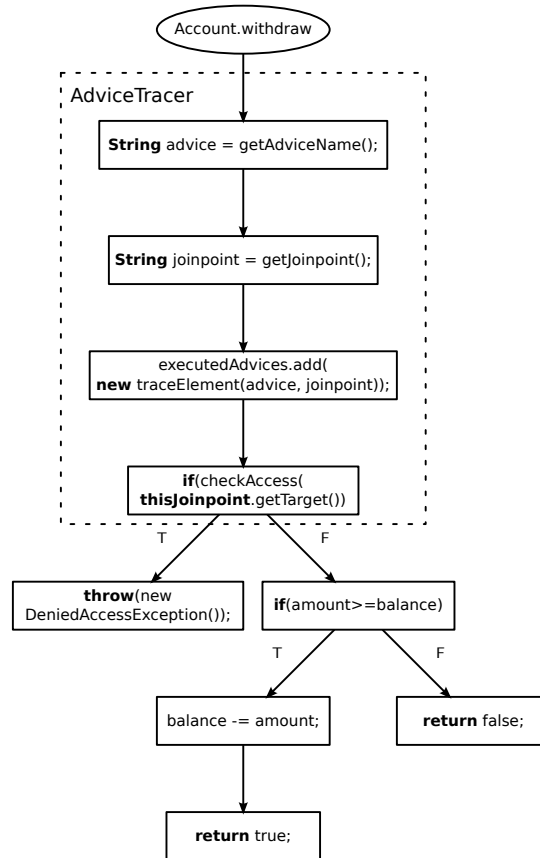 Account.withdraw
AdviceTracer
String advice = getAdviceName();
String joinpoint = getJoinpoint();
executedAdvices.add(
new traceElement(advice, joinpoint));
if(checkAccess(
thisJoinpoint.getTarget())
T
F
throw(new
DeniedAccessException());
if(amount>=balance)
T
F
balance -= amount;
return false;
return true;